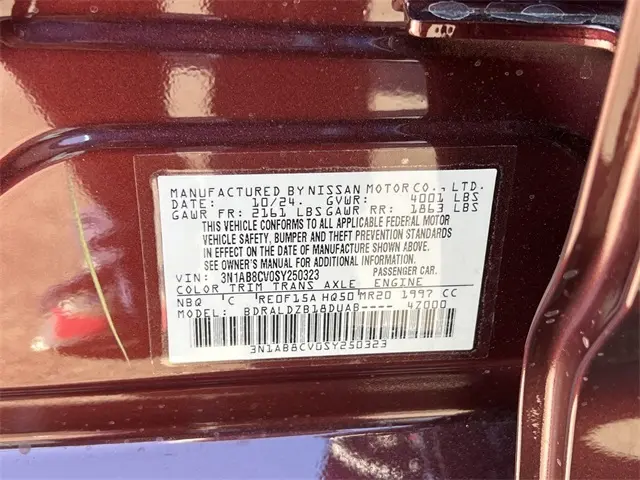 MANUFACTURED BY NISSAN MOTOR CO., LTD.
DATE: 10/24. GVWR: 4001 LBS
GAWR FR: 2161 LBS GAWR RR: 1863 LBS
THIS VEHICLE CONFORMS TO ALL APPLICABLE FEDERAL MOTOR
VEHICLE SAFETY, BUMPER AND THEFT PREVENTION STANDARDS
IN EFFECT ON THE DATE OF MANUFACTURE SHOWN ABOVE.
SEE OWNER'S MANUAL FOR ADDITIONAL INFORMATION.
VIN: 3N1AB8CV0SY250323 PASSENGER CAR.
COLOR TRIM TRANS AXLE ENGINE
NBQ C RE0F15A HQ50 MR20 1997 CC
MODEL: BDRALDZB18DUAB---- 47000
3N1AB8CV0SY250323